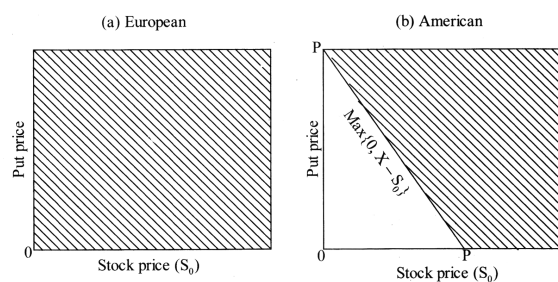 (a) European
Put price
0
Stock price (S₀)
(b) American
P
Put price
Max{0, X – S₀}
0
P
Stock price (S₀)